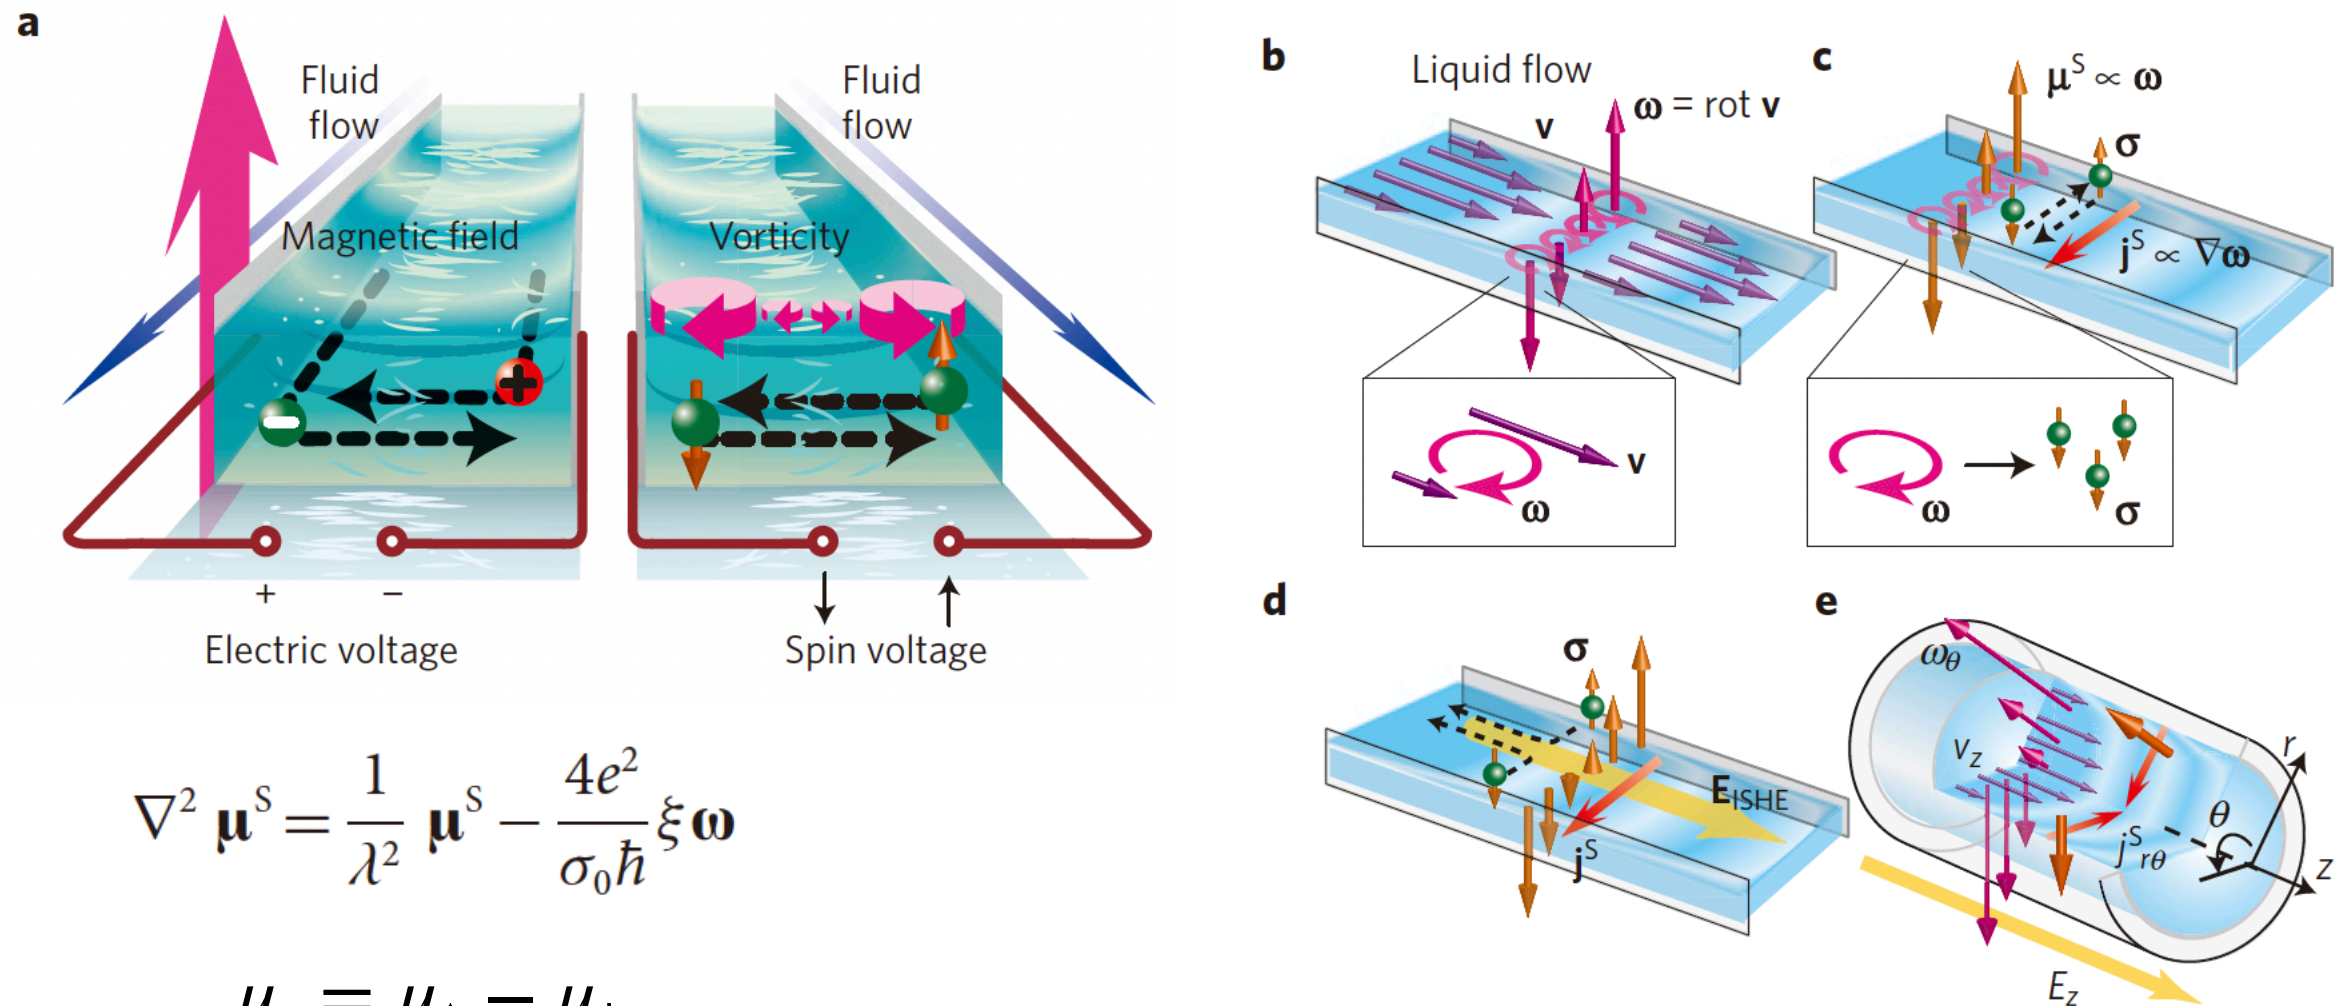 a
Fluid
flow
Magnetic field
+
−
Electric voltage
Fluid
flow
Vorticity
Spin voltage
∇² μ^S = 1/λ² μ^S − 4e²/σ₀ħ ξω
b
Liquid flow
v
ω = rot v
v
ω
c
μ^S ∝ ω
σ
j^S ∝ ∇ω
ω
σ
d
σ
E_ISHE
j^S
e
ω_θ
v_z
j^S_rθ
r
θ
z
E_z